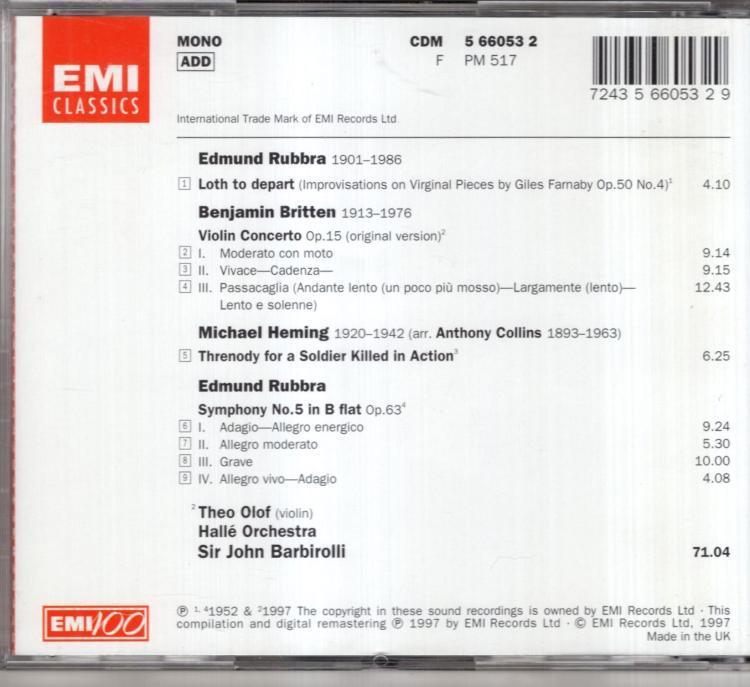 EMI
CLASSICS
MONO
ADD
CDM 5 66053 2
F PM 517
7243 5 66053 2 9
International Trade Mark of EMI Records Ltd
Edmund Rubbra 1901–1986
1 Loth to depart (Improvisations on Virginal Pieces by Giles Farnaby Op.50 No.4)¹ 4.10
Benjamin Britten 1913–1976
Violin Concerto Op.15 (original version)²
2 I. Moderato con moto 9.14
3 II. Vivace—Cadenza— 9.15
4 III. Passacaglia (Andante lento (un poco più mosso)—Largamente (lento)— 12.43
Lento e solenne)
Michael Heming 1920–1942 (arr. Anthony Collins 1893–1963)
5 Threnody for a Soldier Killed in Action³ 6.25
Edmund Rubbra
Symphony No.5 in B flat Op.63⁴
6 I. Adagio—Allegro energico 9.24
7 II. Allegro moderato 5.30
8 III. Grave 10.00
9 IV. Allegro vivo—Adagio 4.08
²Theo Olof (violin)
Hallé Orchestra
Sir John Barbirolli 71.04
EMI 100
℗ ¹· ⁴1952 & ²1997 The copyright in these sound recordings is owned by EMI Records Ltd · This
compilation and digital remastering ℗ 1997 by EMI Records Ltd · © EMI Records Ltd, 1997
Made in the UK